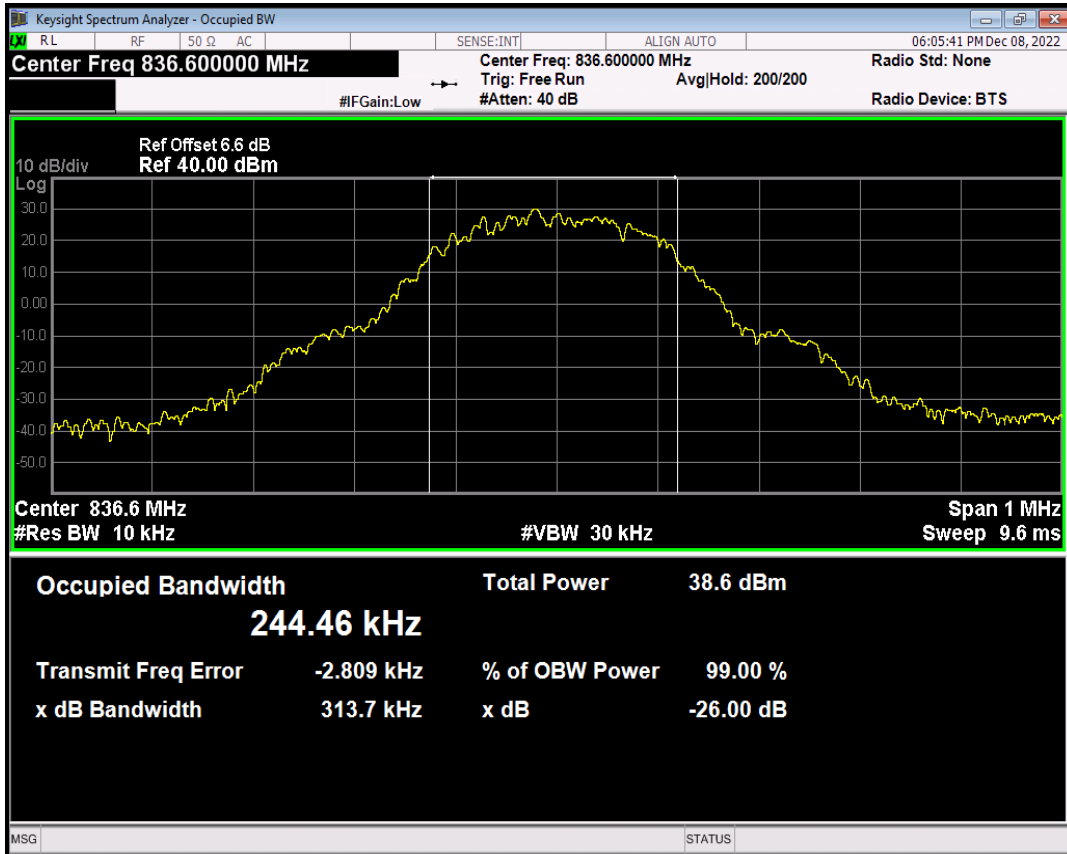 Keysight Spectrum Analyzer - Occupied BW
LXI RL RF 50 Ω AC SENSE:INT ALIGN AUTO 06:05:41 PM Dec 08, 2022
Center Freq 836.600000 MHz Center Freq: 836.600000 MHz Radio Std: None
Trig: Free Run Avg|Hold: 200/200
#IFGain:Low #Atten: 40 dB Radio Device: BTS
Ref Offset 6.6 dB
10 dB/div Ref 40.00 dBm
Log
30.0
20.0
10.0
0.00
-10.0
-20.0
-30.0
-40.0
-50.0
Center 836.6 MHz Span 1 MHz
#Res BW 10 kHz #VBW 30 kHz Sweep 9.6 ms
Occupied Bandwidth Total Power 38.6 dBm
244.46 kHz
Transmit Freq Error -2.809 kHz % of OBW Power 99.00 %
x dB Bandwidth 313.7 kHz x dB -26.00 dB
MSG STATUS